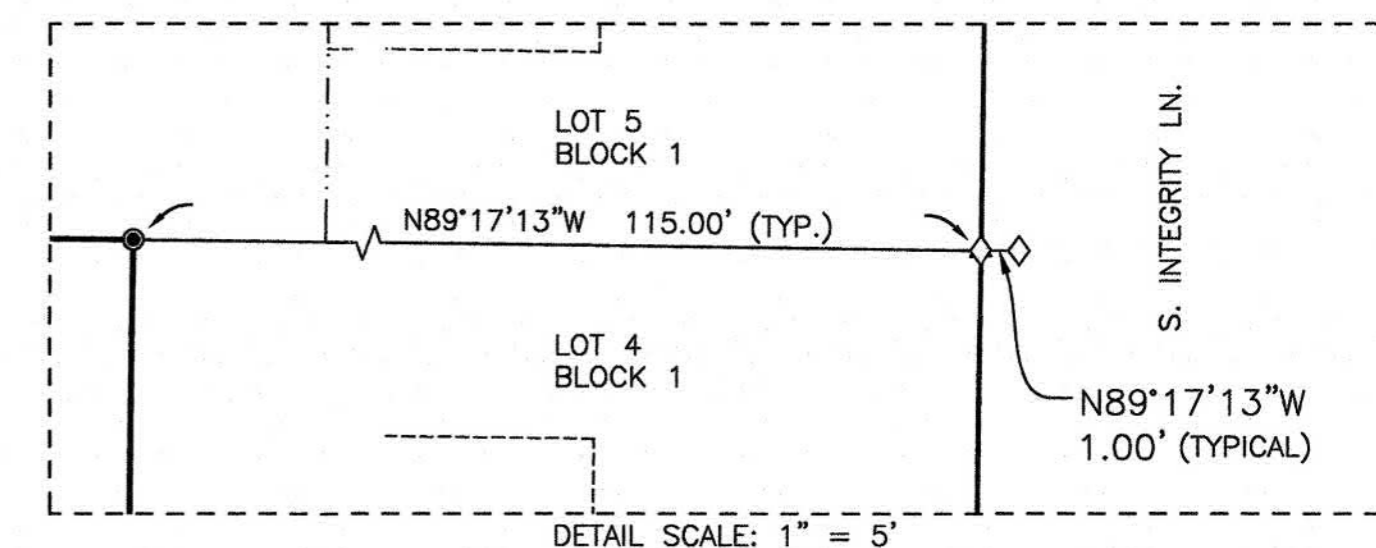 LOT 5
BLOCK 1
N89°17'13"W 115.00' (TYP.)
S. INTEGRITY LN.
LOT 4
BLOCK 1
N89°17'13"W
1.00' (TYPICAL)
DETAIL SCALE: 1" = 5'